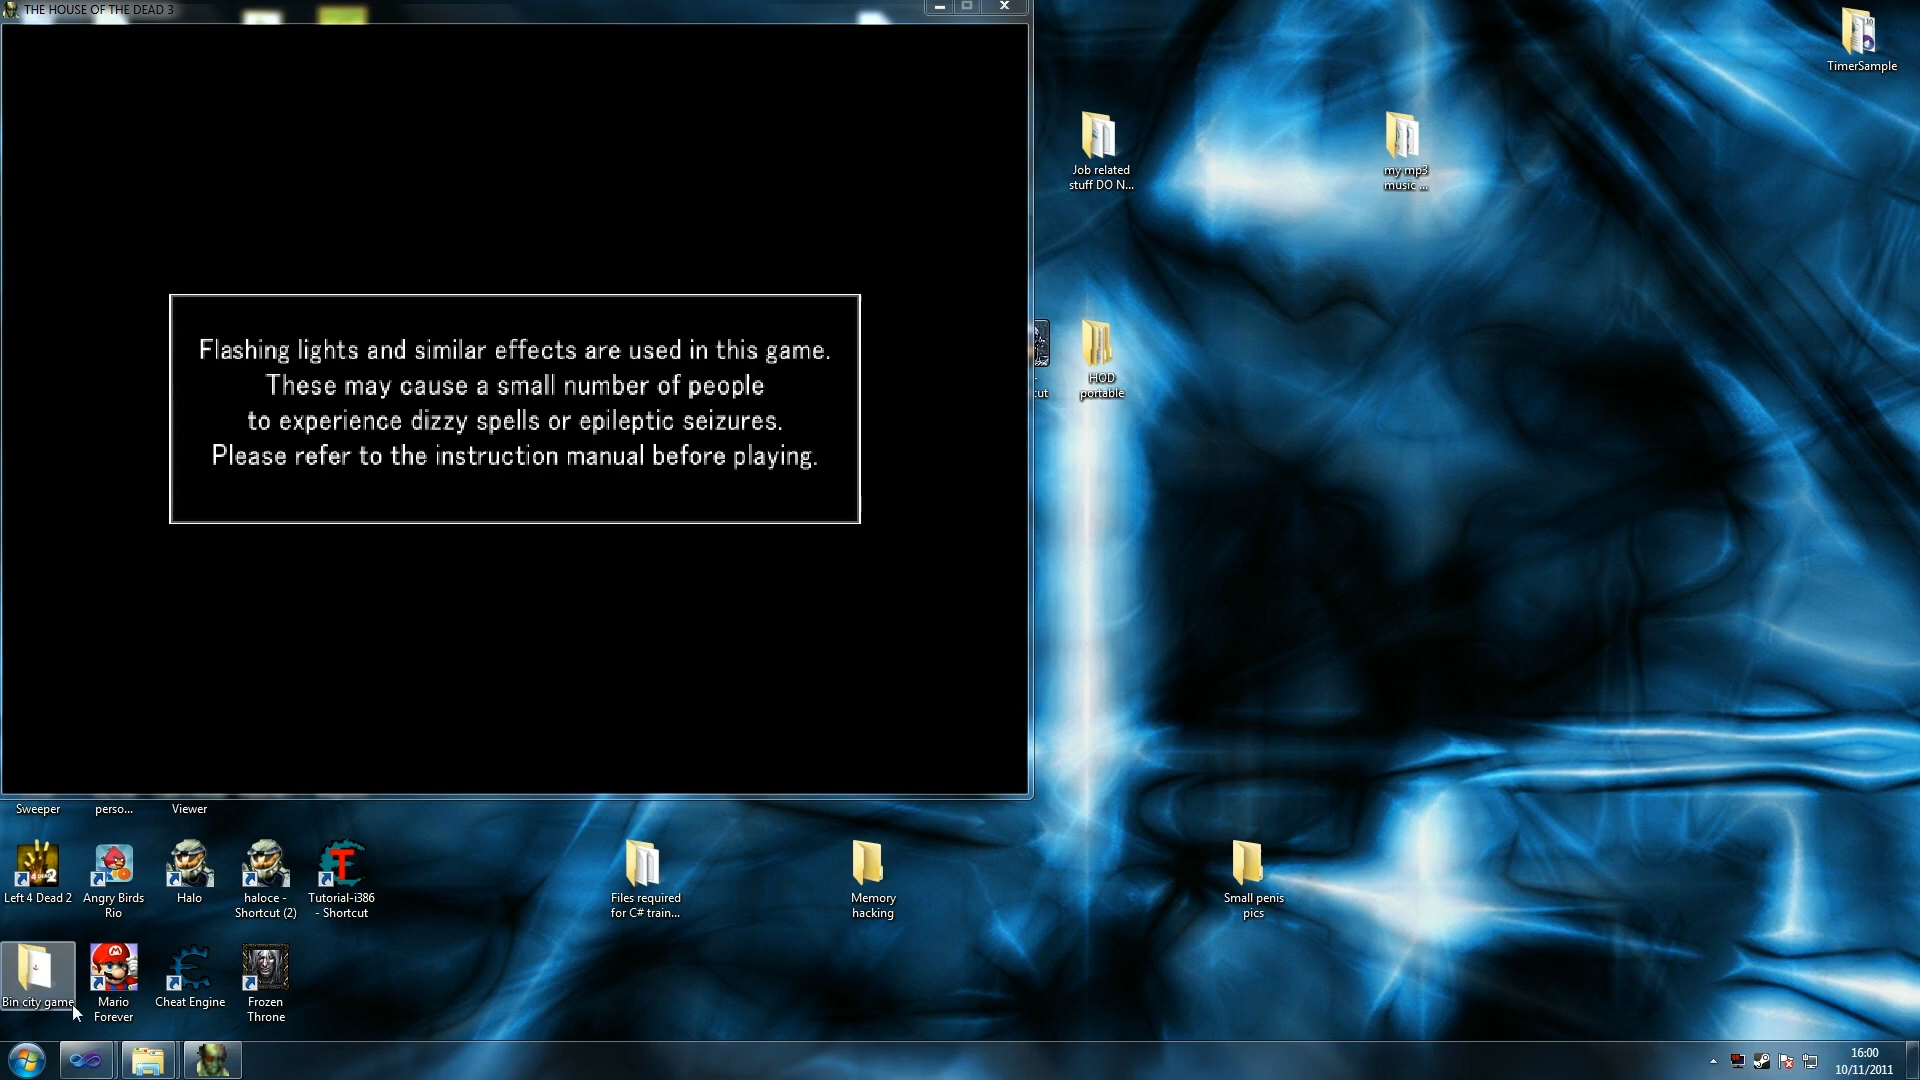 THE HOUSE OF THE DEAD 3
TimerSample
Job related
stuff DO N...
my mp3
music ...
Flashing lights and similar effects are used in this game.
These may cause a small number of people
to experience dizzy spells or epileptic seizures.
Please refer to the instruction manual before playing.
HOD
portable
Sweeper
perso...
Viewer
Left 4 Dead 2
Angry Birds
Rio
Halo
haloce -
Shortcut (2)
Tutorial-i386
- Shortcut
Files required
for C# train...
Memory
hacking
Small penis
pics
Bin city game
Mario
Forever
Cheat Engine
Frozen
Throne
16:00
10/11/2011